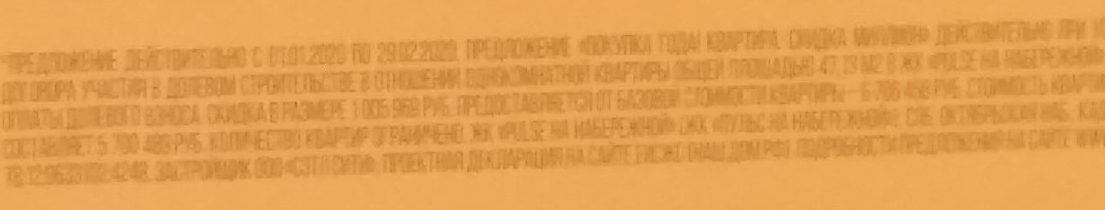 *ПРЕДЛОЖЕНИЕ ДЕЙСТВИТЕЛЬНО С 01.01.2020 ПО 29.02.2020. ПРЕДЛОЖЕНИЕ «ПОКУПКА ГОДА! КВАРТИРА. СКИДКА МИЛЛИОН» ДЕЙСТВИТЕЛЬНО ПРИ
ДОГОВОРА УЧАСТИЯ В ДОЛЕВОМ СТРОИТЕЛЬСТВЕ В ОТНОШЕНИИ ОДНОКОМНАТНОЙ КВАРТИРЫ ОБЩЕЙ ПЛОЩАДЬЮ 47,13 М2 В ЖК «PULSE НА НАБЕРЕЖНОЙ»
ОПЛАТЫ ДОЛЕВОГО ВЗНОСА. СКИДКА В РАЗМЕРЕ 1 005 969 РУБ. ПРЕДОСТАВЛЯЕТСЯ ОТ БАЗОВОЙ СТОИМОСТИ КВАРТИРЫ – 6 706 458 РУБ. СТОИМОСТЬ
СОСТАВЛЯЕТ 5 700 489 РУБ. КОЛИЧЕСТВО КВАРТИР ОГРАНИЧЕНО. ЖК «PULSE НА НАБЕРЕЖНОЙ» (ЖК «ПУЛЬС НА НАБЕРЕЖНОЙ»), СПБ, ОКТЯБРЬСКАЯ НАБ.,
ЗАСТРОЙЩИК ООО «СЭТЛ СИТИ». ПРОЕКТНАЯ ДЕКЛАРАЦИЯ НА САЙТЕ НАШ.ДОМ.РФ. ПОДРОБНОСТИ ПРЕДЛОЖЕНИЯ НА САЙТЕ